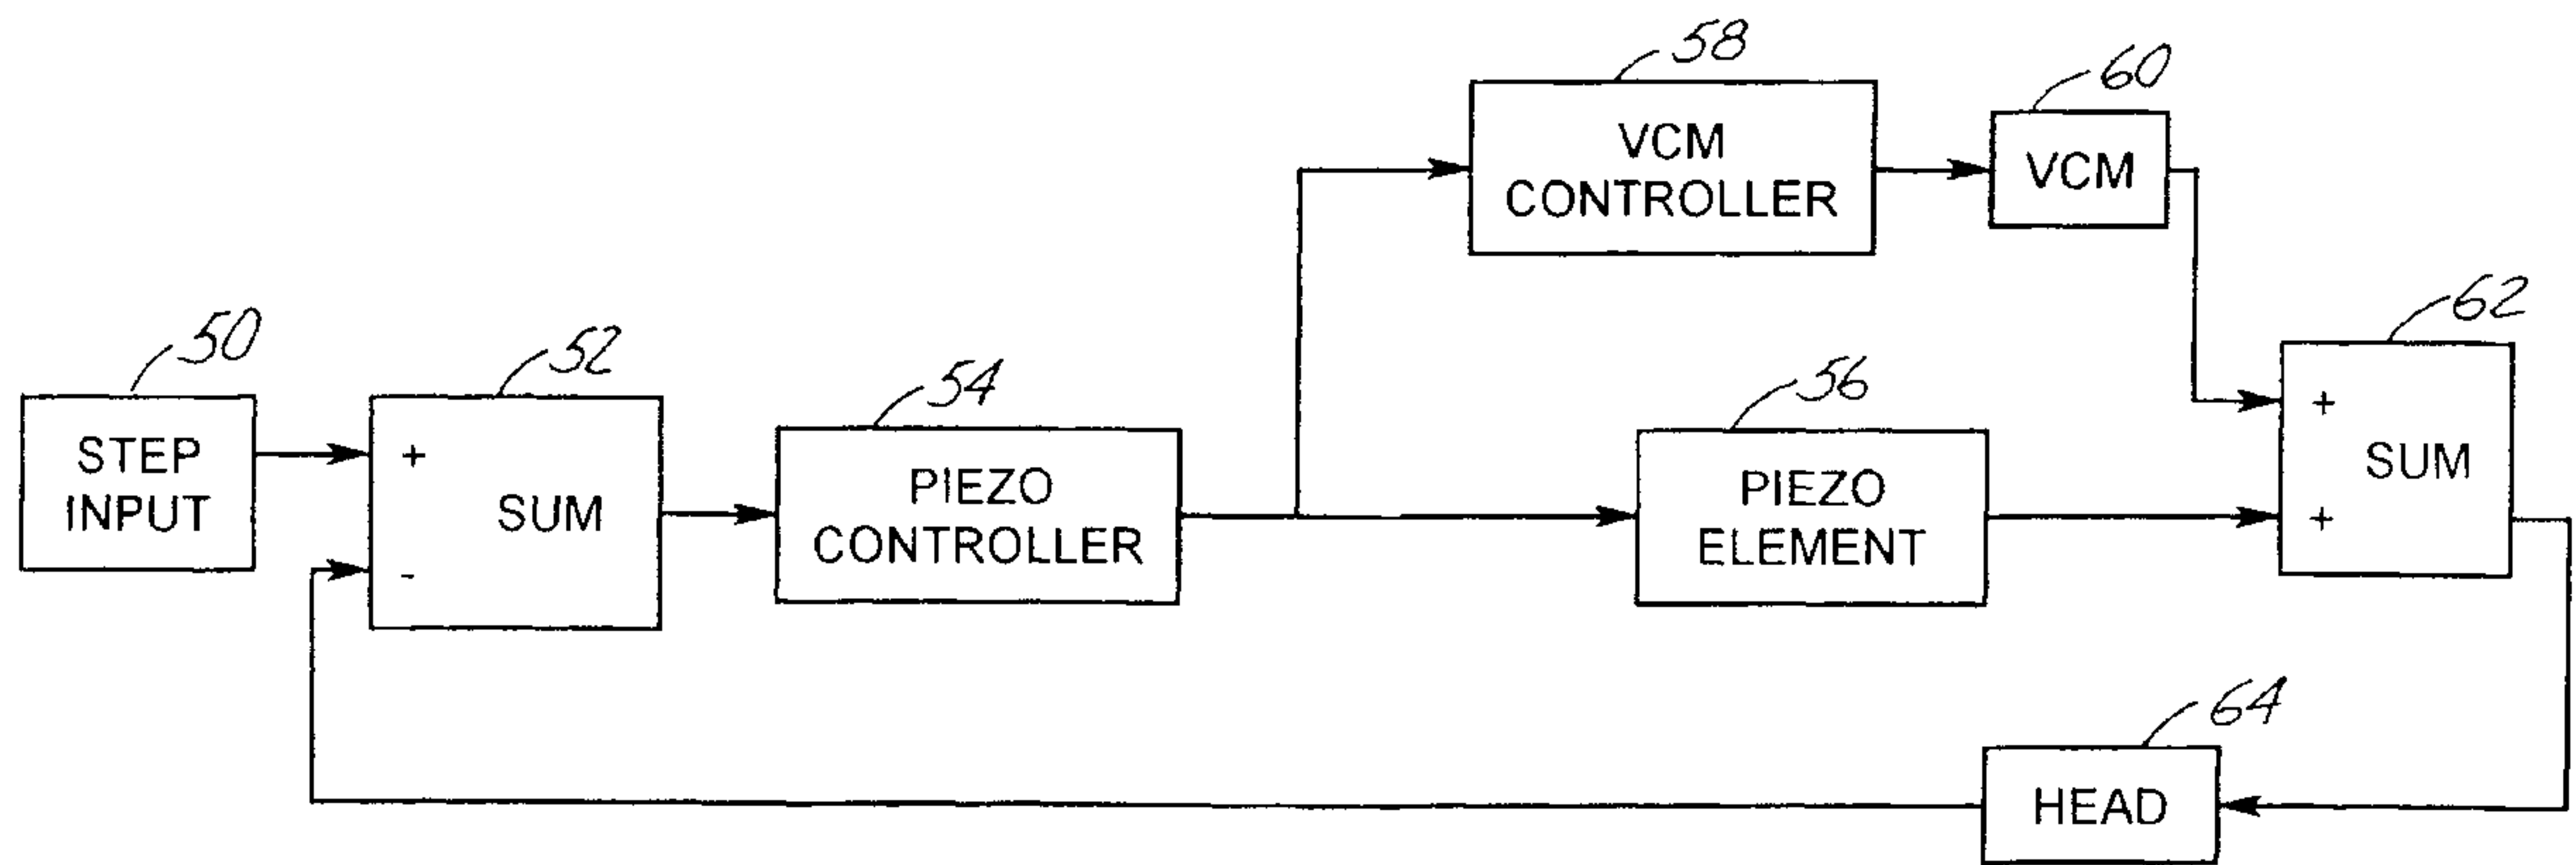 58
60
VCM
CONTROLLER
VCM
50
52
54
56
62
STEP
INPUT
+
-
SUM
PIEZO
CONTROLLER
PIEZO
ELEMENT
+
+
SUM
64
HEAD